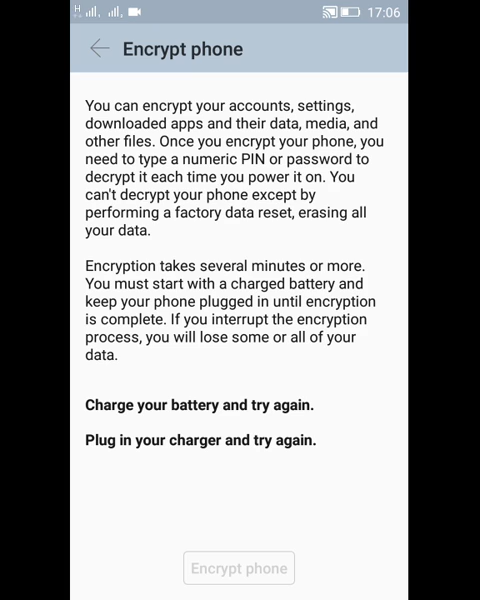 H
17:06
Encrypt phone
You can encrypt your accounts, settings,
downloaded apps and their data, media, and
other files. Once you encrypt your phone, you
need to type a numeric PIN or password to
decrypt it each time you power it on. You
can't decrypt your phone except by
performing a factory data reset, erasing all
your data.
Encryption takes several minutes or more.
You must start with a charged battery and
keep your phone plugged in until encryption
is complete. If you interrupt the encryption
process, you will lose some or all of your
data.
Charge your battery and try again.
Plug in your charger and try again.
Encrypt phone